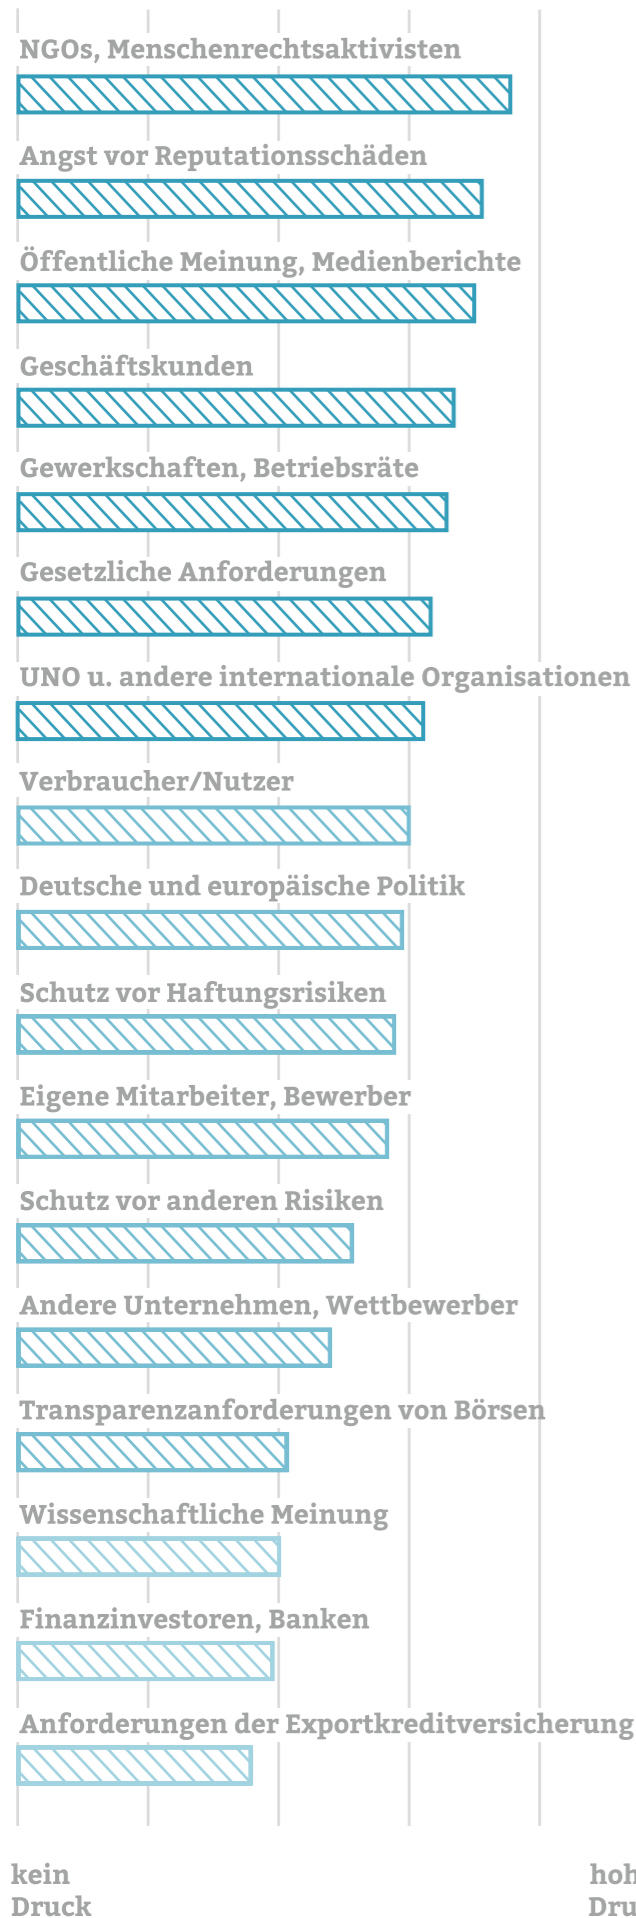 NGOs, Menschenrechtsaktivisten
Angst vor Reputationsschäden
Öffentliche Meinung, Medienberichte
Geschäftskunden
Gewerkschaften, Betriebsräte
Gesetzliche Anforderungen
UNO u. andere internationale Organisationen
Verbraucher/Nutzer
Deutsche und europäische Politik
Schutz vor Haftungsrisiken
Eigene Mitarbeiter, Bewerber
Schutz vor anderen Risiken
Andere Unternehmen, Wettbewerber
Transparenzanforderungen von Börsen
Wissenschaftliche Meinung
Finanzinvestoren, Banken
Anforderungen der Exportkreditversicherung
kein
Druck